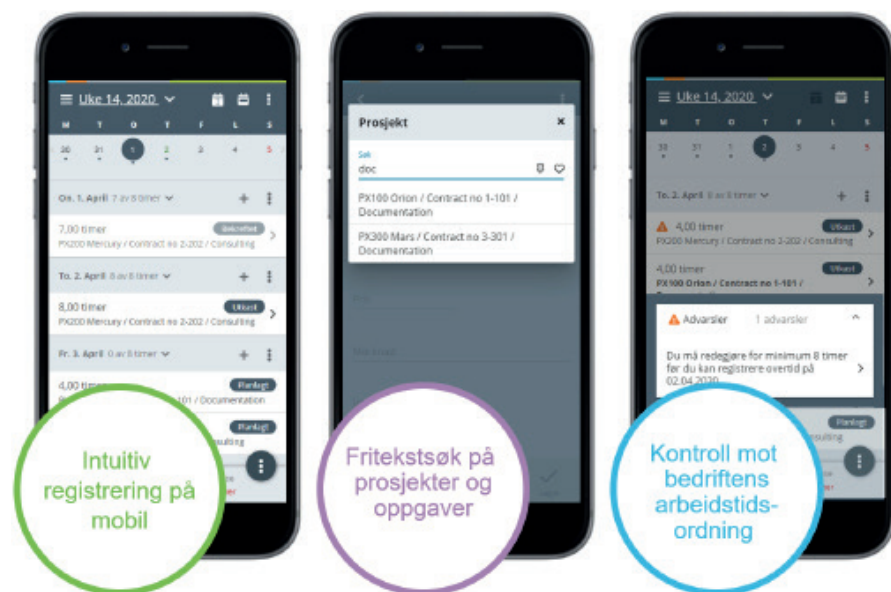 Uke 14, 2020
M T O T F L S
30 31 1 2 3 4 5
On. 1. April 7 av 8 timer
7,00 timer
Bekreftet
PX200 Mercury / Contract no 2-202 / Consulting
To. 2. April 8 av 8 timer
8,00 timer
Utkast
PX200 Mercury / Contract no 2-202 / Consulting
Fr. 3. April 0 av 8 timer
4,00 timer
Planlagt
101 / Documentation
Planlagt
Consulting
Intuitiv
registrering på
mobil
Prosjekt
Søk
doc
PX100 Orion / Contract no 1-101 /
Documentation
PX300 Mars / Contract no 3-301 /
Documentation
Fritekstsøk på
prosjekter og
oppgaver
Uke 14, 2020
M T O T F L S
30 31 1 2 3 4 5
To. 2. April 8 av 8 timer
4,00 timer
Utkast
PX200 Mercury / Contract no 2-202 / Consulting
4,00 timer
Utkast
PX100 Orion / Contract no 1-101 /
Advarsler 1 advarsler
Du må redegjøre for minimum 8 timer
før du kan registrere overtid på
02.04.2020
Planlagt
Kontroll mot
bedriftens
arbeidstids-
ordning